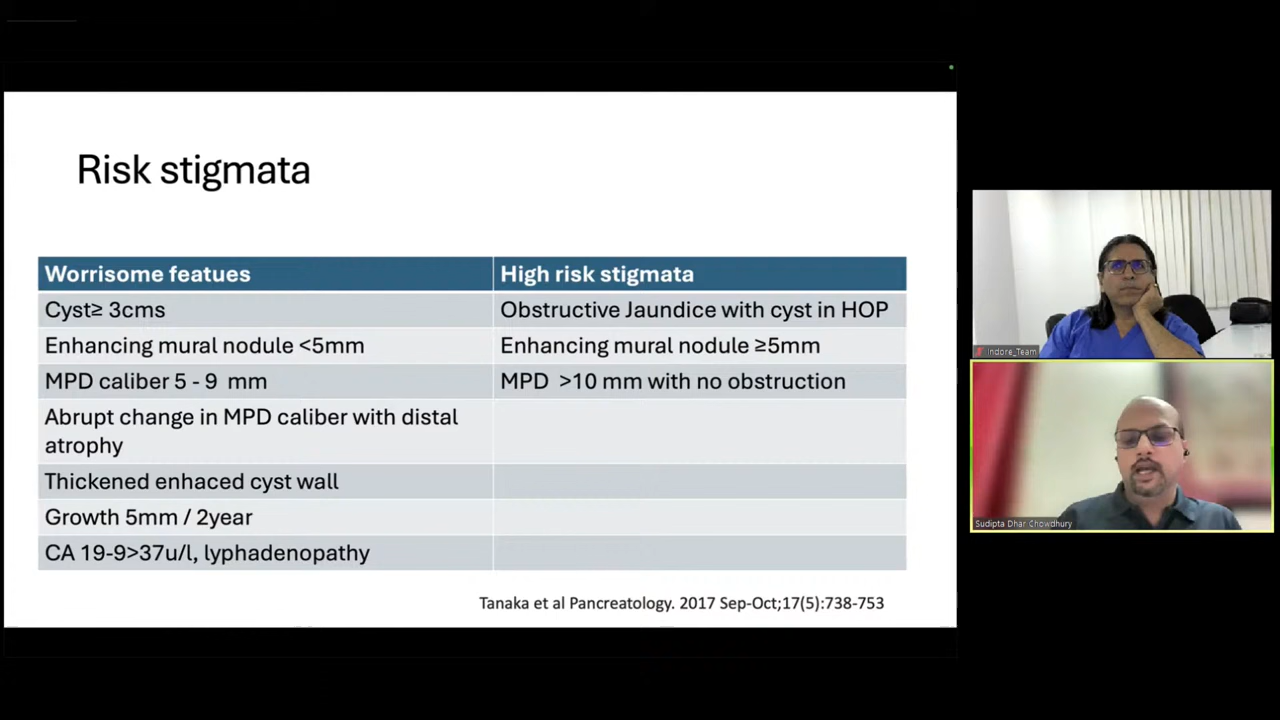 Risk stigmata
Worrisome featues
High risk stigmata
Cyst≥ 3cms
Obstructive Jaundice with cyst in HOP
Enhancing mural nodule <5mm
Enhancing mural nodule ≥5mm
MPD caliber 5 - 9 mm
MPD >10 mm with no obstruction
Abrupt change in MPD caliber with distal
atrophy
Thickened enhaced cyst wall
Growth 5mm / 2year
CA 19-9>37u/l, lyphadenopathy
Tanaka et al Pancreatology. 2017 Sep-Oct;17(5):738-753
Indore_Team
Sudipta Dhar Chowdhury